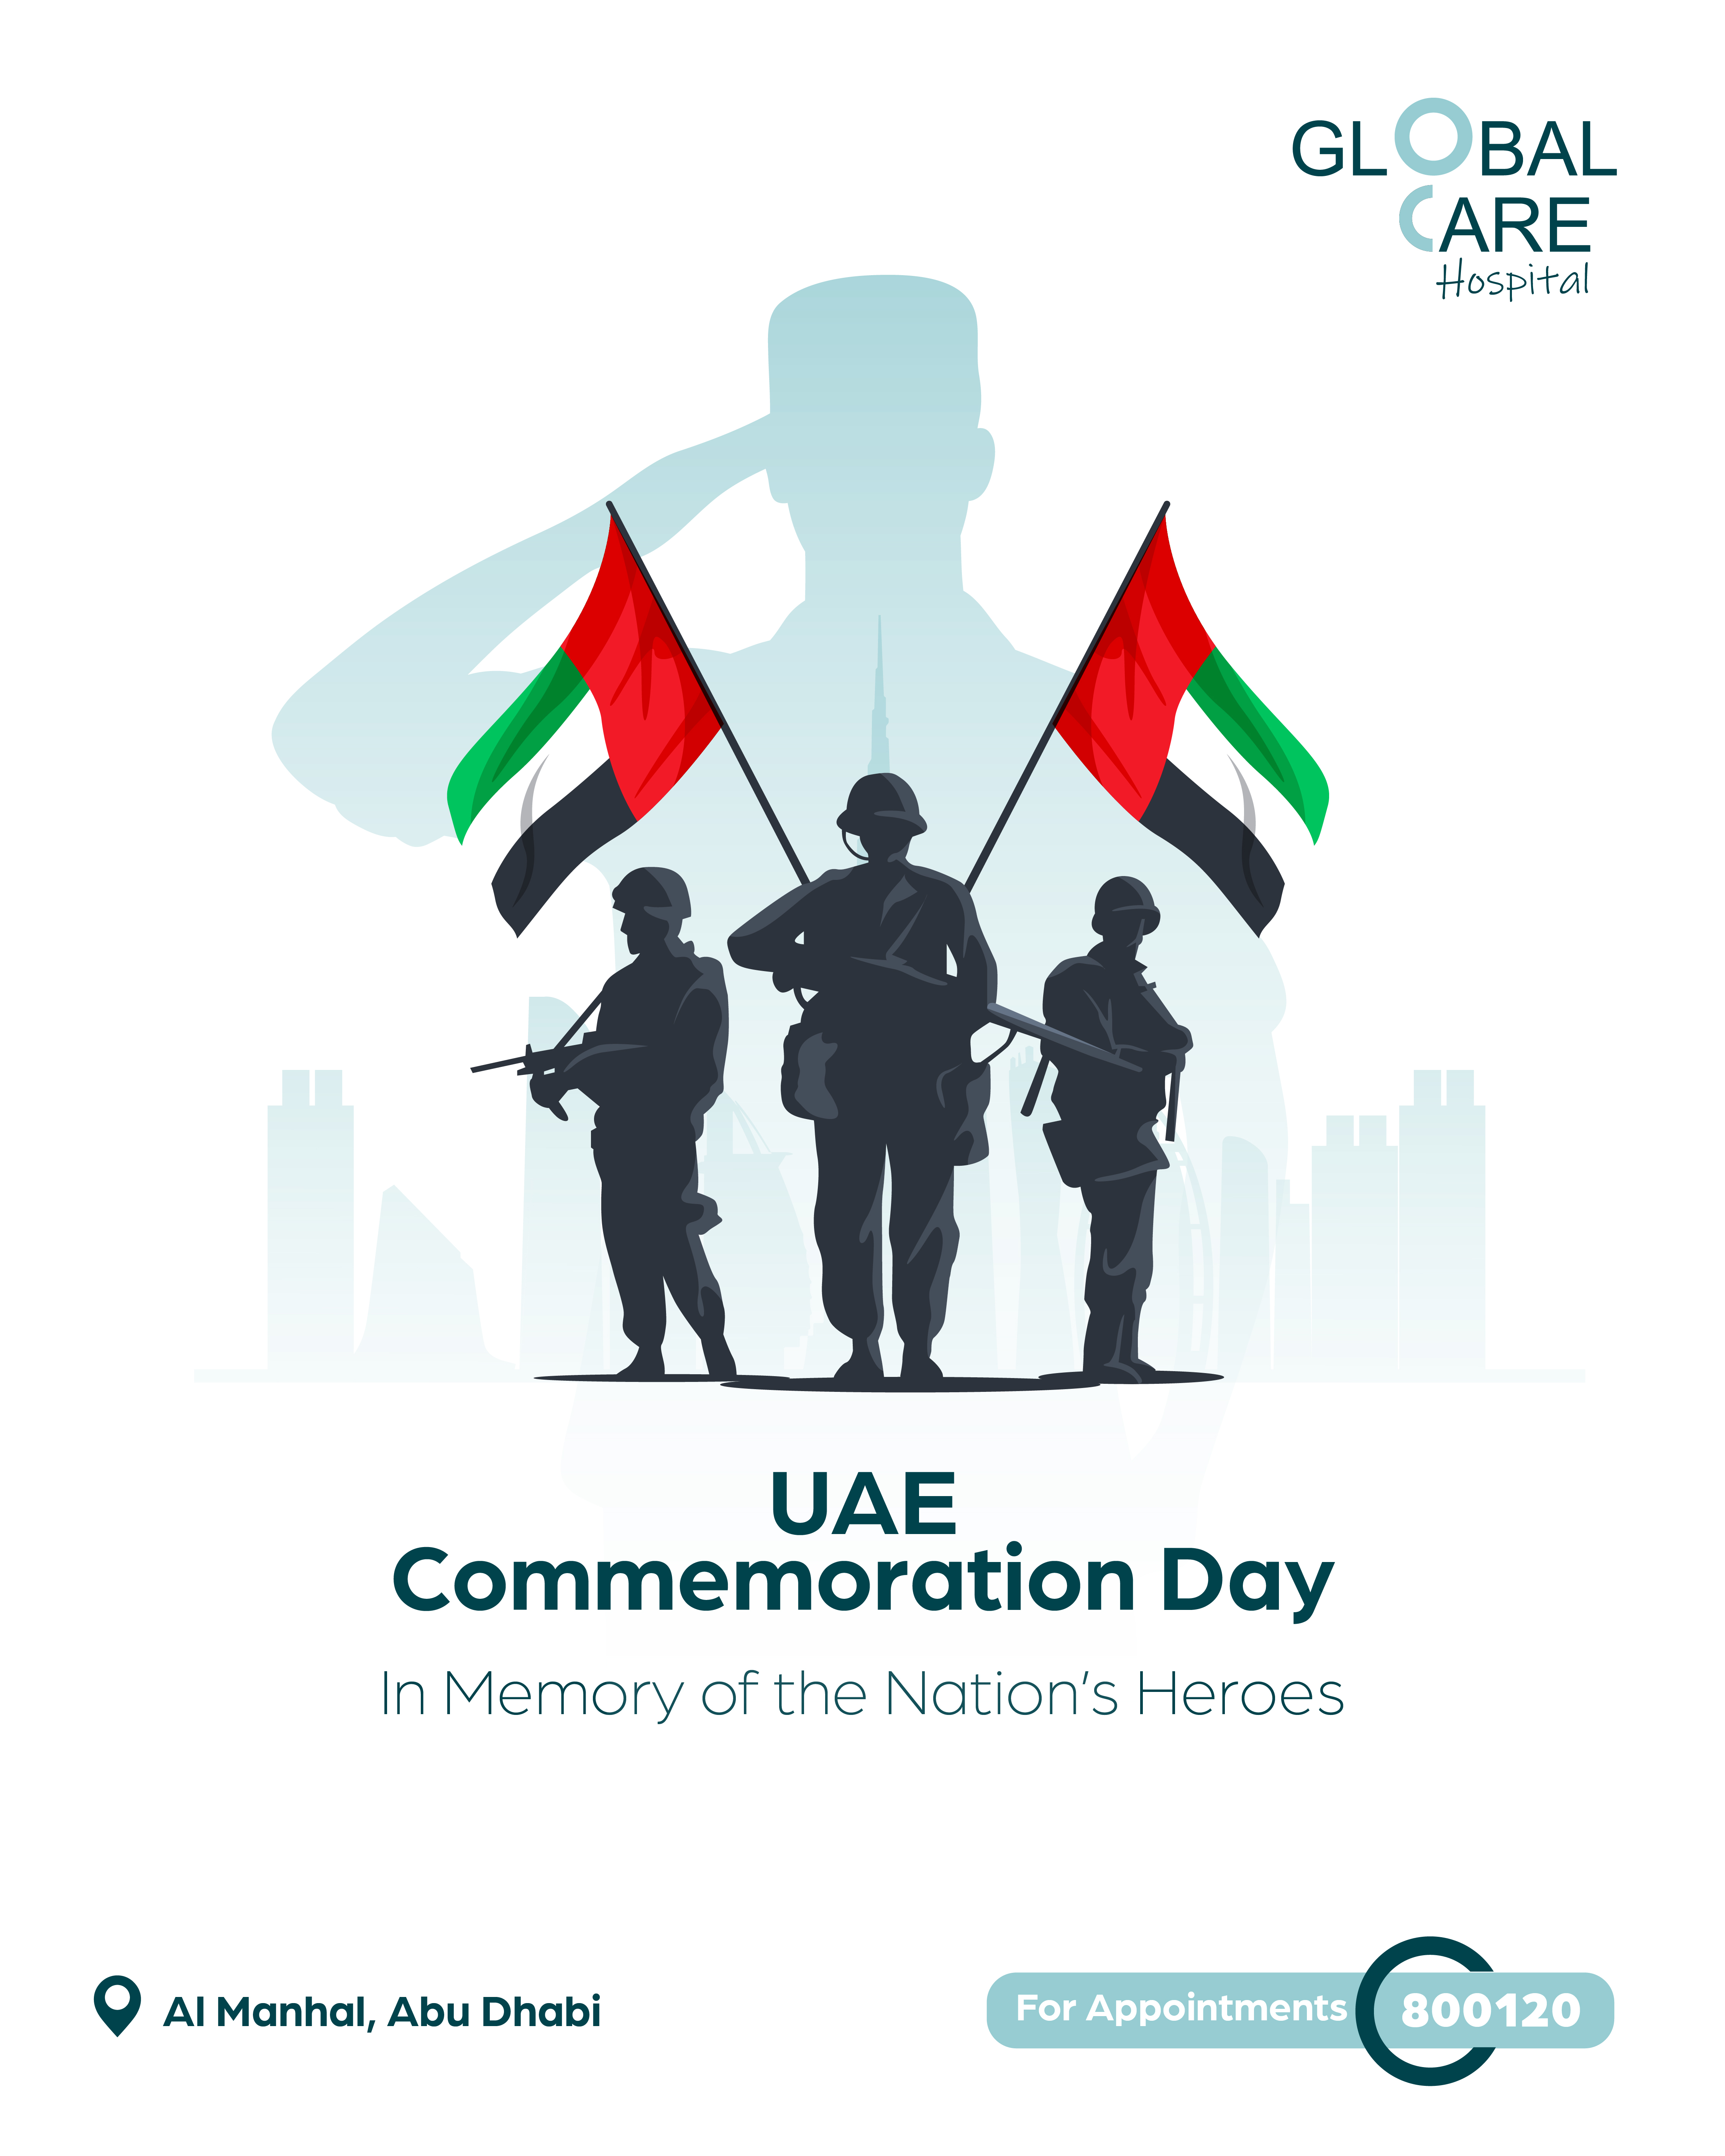 GLOBAL
CARE
Hospital
UAE
Commemoration Day
In Memory of the Nation's Heroes
Al Manhal, Abu Dhabi
For Appointments 800120